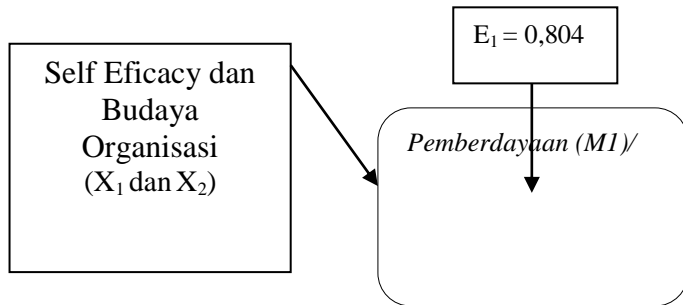 Self Eficacy dan
Budaya
Organisasi
(X₁ dan X₂)
E₁ = 0,804
Pemberdayaan (M1)/